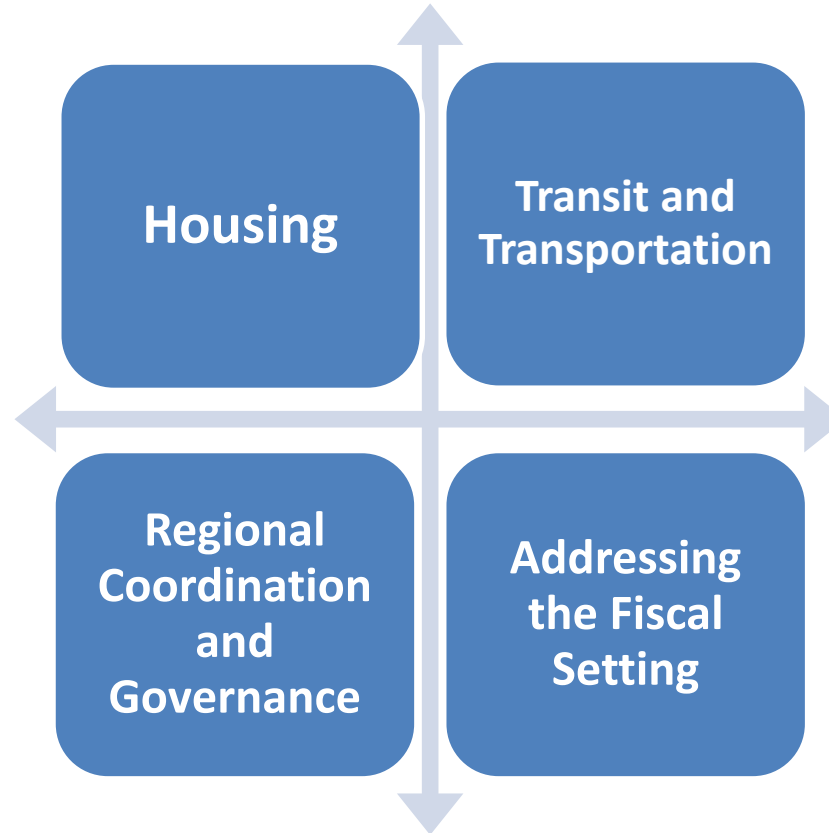 Housing
Transit and
Transportation
Regional
Coordination
and
Governance
Addressing
the Fiscal
Setting